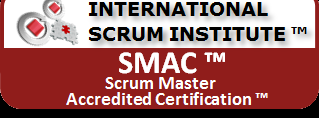 INTERNATIONAL
SCRUM INSTITUTE ™
SMAC ™
Scrum Master
Accredited Certification ™